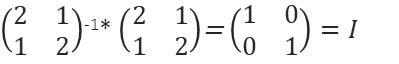 (2 1 1 2)-1* (2 1 1 2)=(1 0 0 1) = I